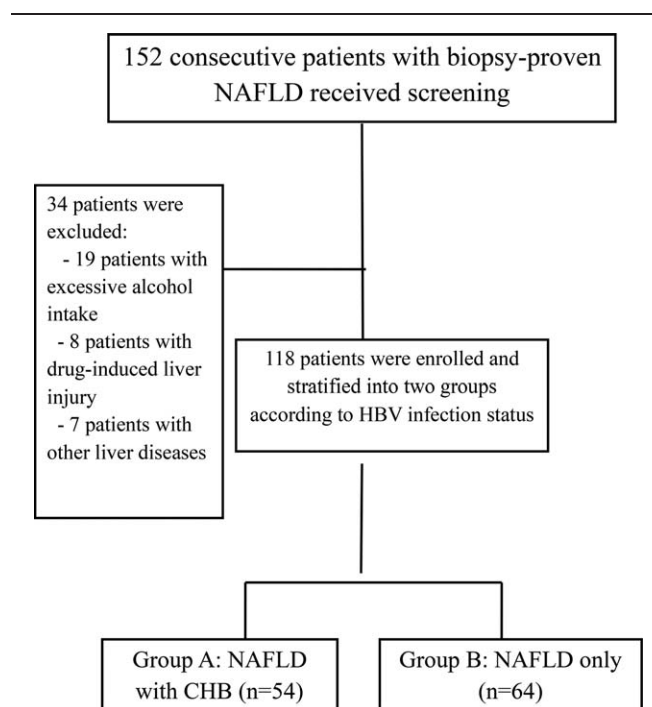 152 consecutive patients with biopsy-proven
NAFLD received screening
34 patients were
excluded:
- 19 patients with
excessive alcohol
intake
- 8 patients with
drug-induced liver
injury
- 7 patients with
other liver diseases
118 patients were enrolled and
stratified into two groups
according to HBV infection status
Group A: NAFLD
with CHB (n=54)
Group B: NAFLD only
(n=64)